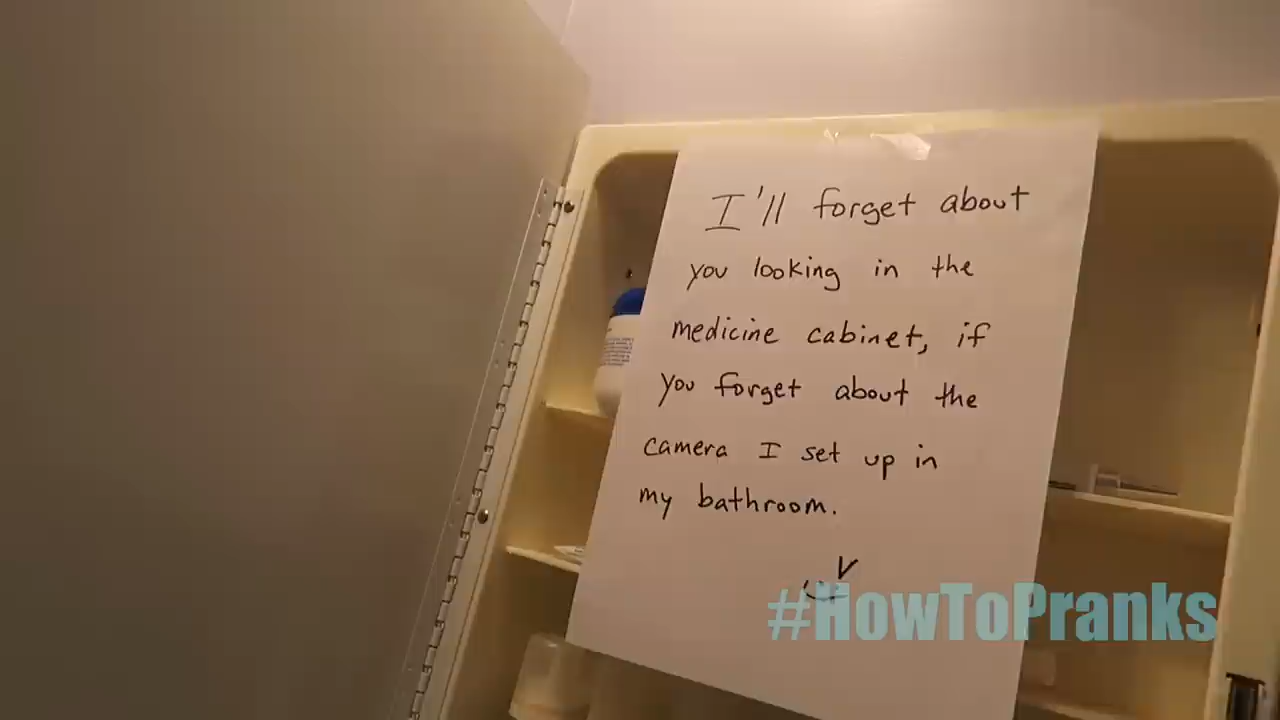 I'll forget about
you looking in the
medicine cabinet, if
you forget about the
camera I set up in
my bathroom.
#HowToPranks